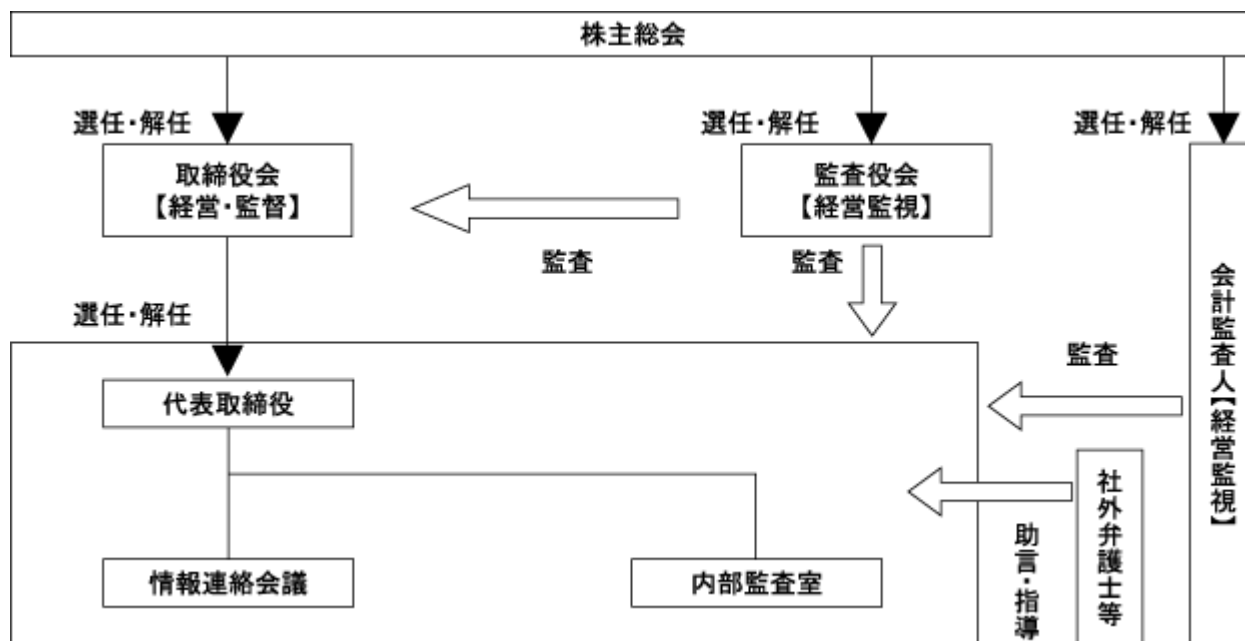 株主総会
選任・解任
選任・解任
選任・解任
取締役会
【経営・監督】
監査役会
【経営監視】
監査
監査
会計監査人【経営監視】
選任・解任
代表取締役
監査
社外弁護士等
助言・指導
情報連絡会議
内部監査室